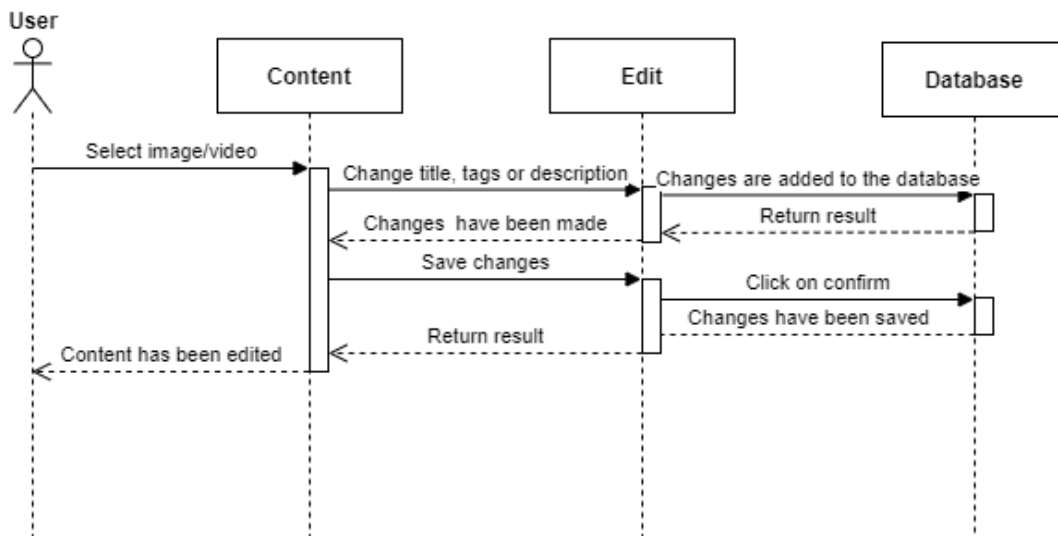 User
Content
Edit
Database
Select image/video
Change title, tags or description
Changes are added to the database
Return result
Changes have been made
Save changes
Click on confirm
Changes have been saved
Return result
Content has been edited